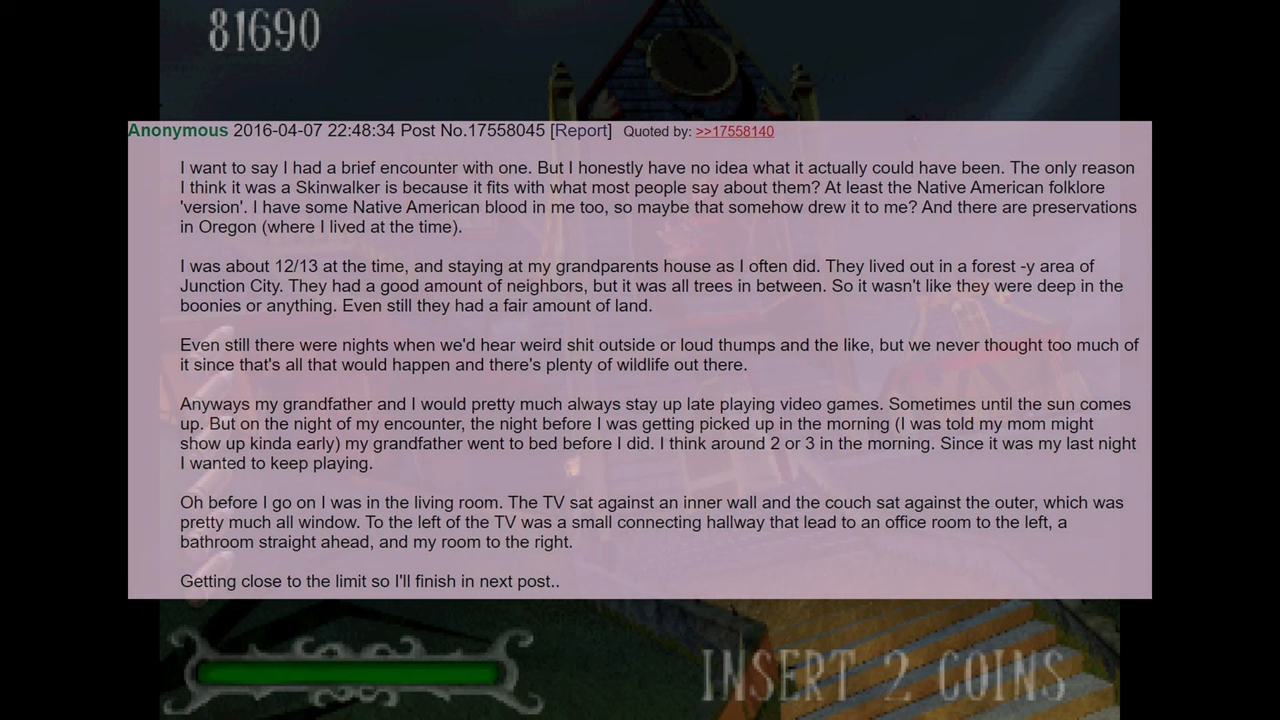 81690
Anonymous 2016-04-07 22:48:34 Post No.17558045 [Report] Quoted by: >>17558140
I want to say I had a brief encounter with one. But I honestly have no idea what it actually could have been. The only reason
I think it was a Skinwalker is because it fits with what most people say about them? At least the Native American folklore
'version'. I have some Native American blood in me too, so maybe that somehow drew it to me? And there are preservations
in Oregon (where I lived at the time).
I was about 12/13 at the time, and staying at my grandparents house as I often did. They lived out in a forest -y area of
Junction City. They had a good amount of neighbors, but it was all trees in between. So it wasn't like they were deep in the
boonies or anything. Even still they had a fair amount of land.
Even still there were nights when we'd hear weird shit outside or loud thumps and the like, but we never thought too much of
it since that's all that would happen and there's plenty of wildlife out there.
Anyways my grandfather and I would pretty much always stay up late playing video games. Sometimes until the sun comes
up. But on the night of my encounter, the night before I was getting picked up in the morning (I was told my mom might
show up kinda early) my grandfather went to bed before I did. I think around 2 or 3 in the morning. Since it was my last night
I wanted to keep playing.
Oh before I go on I was in the living room. The TV sat against an inner wall and the couch sat against the outer, which was
pretty much all window. To the left of the TV was a small connecting hallway that lead to an office room to the left, a
bathroom straight ahead, and my room to the right.
Getting close to the limit so I'll finish in next post..
INSERT 2 COINS